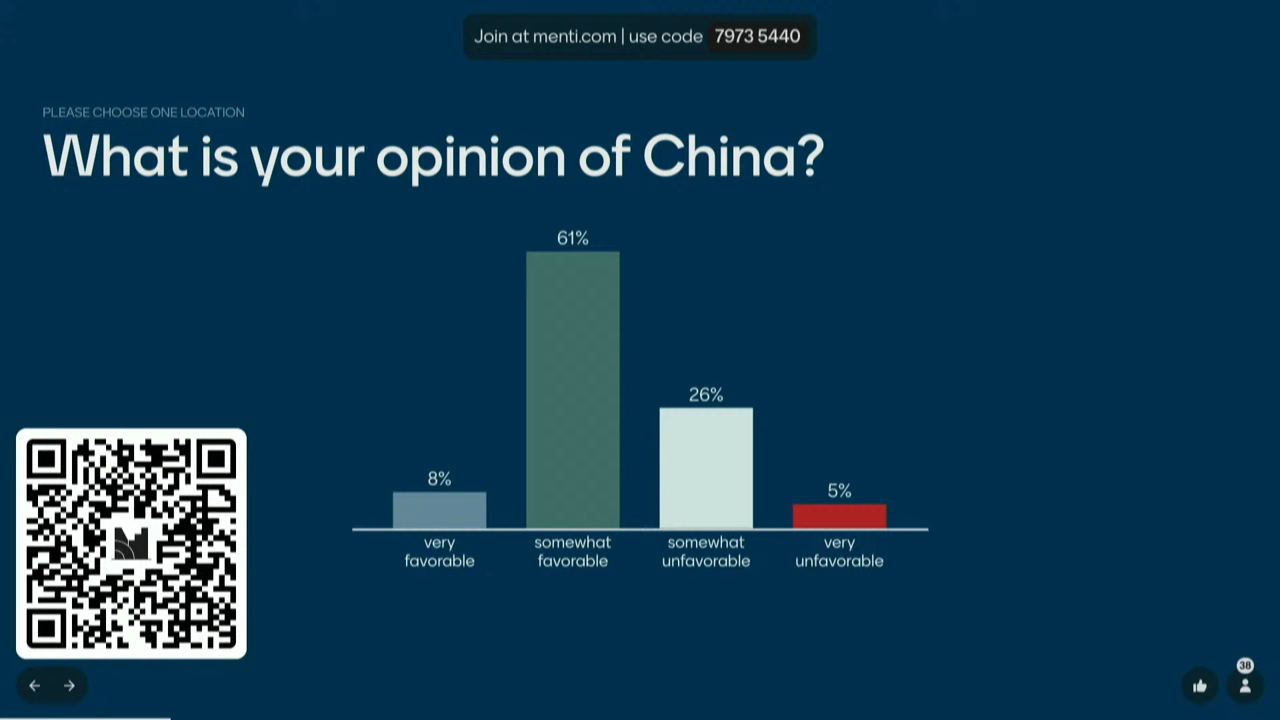 Join at menti.com | use code 7973 5440
PLEASE CHOOSE ONE LOCATION
What is your opinion of China?
61%
26%
8%
5%
very favorable
somewhat favorable
somewhat unfavorable
very unfavorable
38